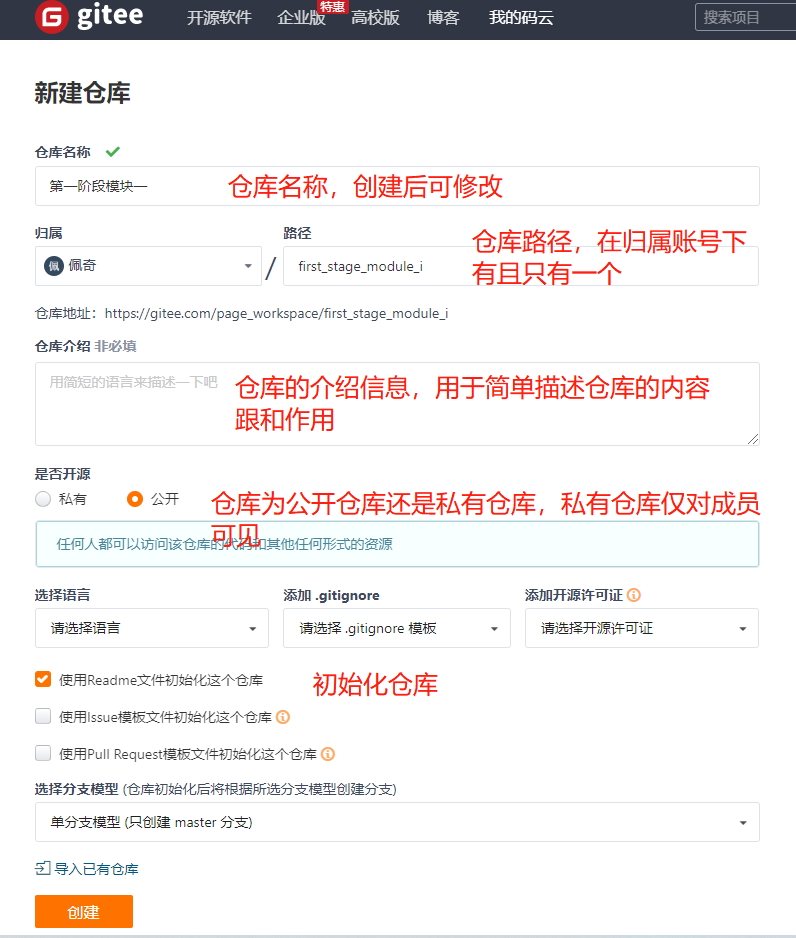 gitee 开源软件 企业版 特惠 高校版 博客 我的码云 搜索项目
新建仓库
仓库名称
第一阶段模块一
仓库名称，创建后可修改
归属
路径
佩 佩奇
/
first_stage_module_i
仓库路径，在归属账号下
有且只有一个
仓库地址：https://gitee.com/page_workspace/first_stage_module_i
仓库介绍 非必填
用简短的语言来描述一下吧
仓库的介绍信息，用于简单描述仓库的内容
跟和作用
是否开源
私有
公开
仓库为公开仓库还是私有仓库，私有仓库仅对成员
可见
任何人都可以访问该仓库的代码和其他任何形式的资源
选择语言
添加 .gitignore
添加开源许可证
请选择语言
请选择 .gitignore 模板
请选择开源许可证
使用Readme文件初始化这个仓库
初始化仓库
使用Issue模板文件初始化这个仓库
使用Pull Request模板文件初始化这个仓库
选择分支模型 (仓库初始化后将根据所选分支模型创建分支)
单分支模型 (只创建 master 分支)
导入已有仓库
创建